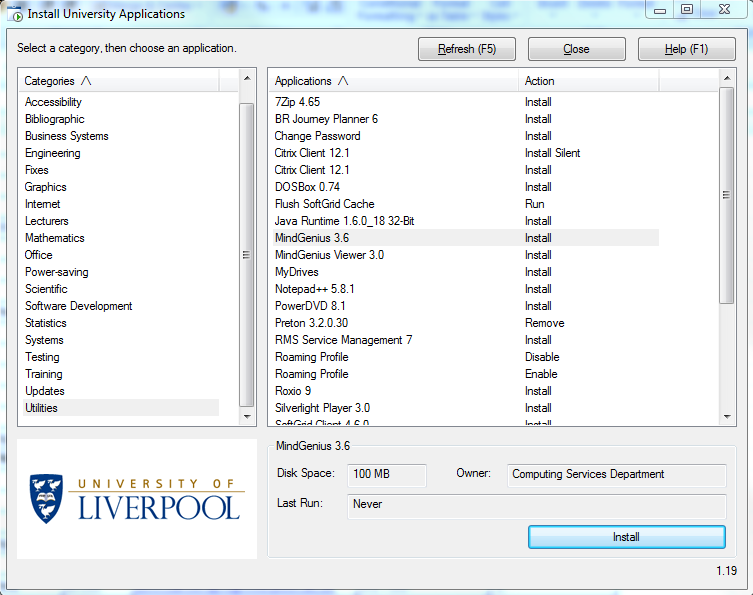 Install University Applications
Select a category, then choose an application.
Refresh (F5)
Close
Help (F1)
Categories
Accessibility
Bibliographic
Business Systems
Engineering
Fixes
Graphics
Internet
Lecturers
Mathematics
Office
Power-saving
Scientific
Software Development
Statistics
Systems
Testing
Training
Updates
Utilities
Applications Action
7Zip 4.65 Install
BR Journey Planner 6 Install
Change Password Install
Citrix Client 12.1 Install Silent
Citrix Client 12.1 Install
DOSBox 0.74 Install
Flush SoftGrid Cache Run
Java Runtime 1.6.0_18 32-Bit Install
MindGenius 3.6 Install
MindGenius Viewer 3.0 Install
MyDrives Install
Notepad++ 5.8.1 Install
PowerDVD 8.1 Install
Preton 3.2.0.30 Remove
RMS Service Management 7 Install
Roaming Profile Disable
Roaming Profile Enable
Roxio 9 Install
Silverlight Player 3.0 Install
SoftGrid Client 4.6.0 Install
UNIVERSITY OF
LIVERPOOL
MindGenius 3.6
Disk Space: 100 MB Owner: Computing Services Department
Last Run: Never
Install
1.19